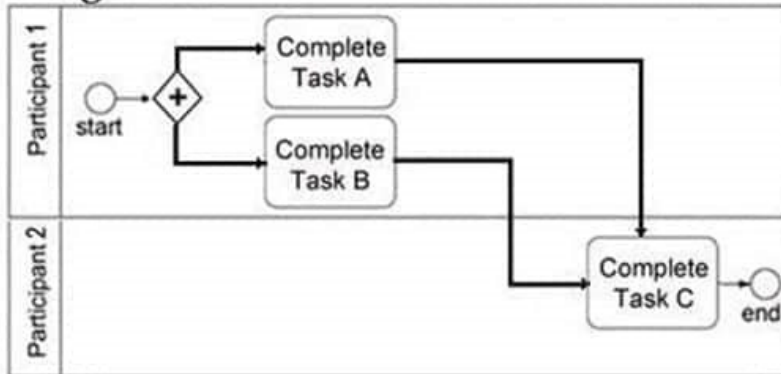 Participant 1
start
Complete
Task A
Complete
Task B
Participant 2
Complete
Task C
end